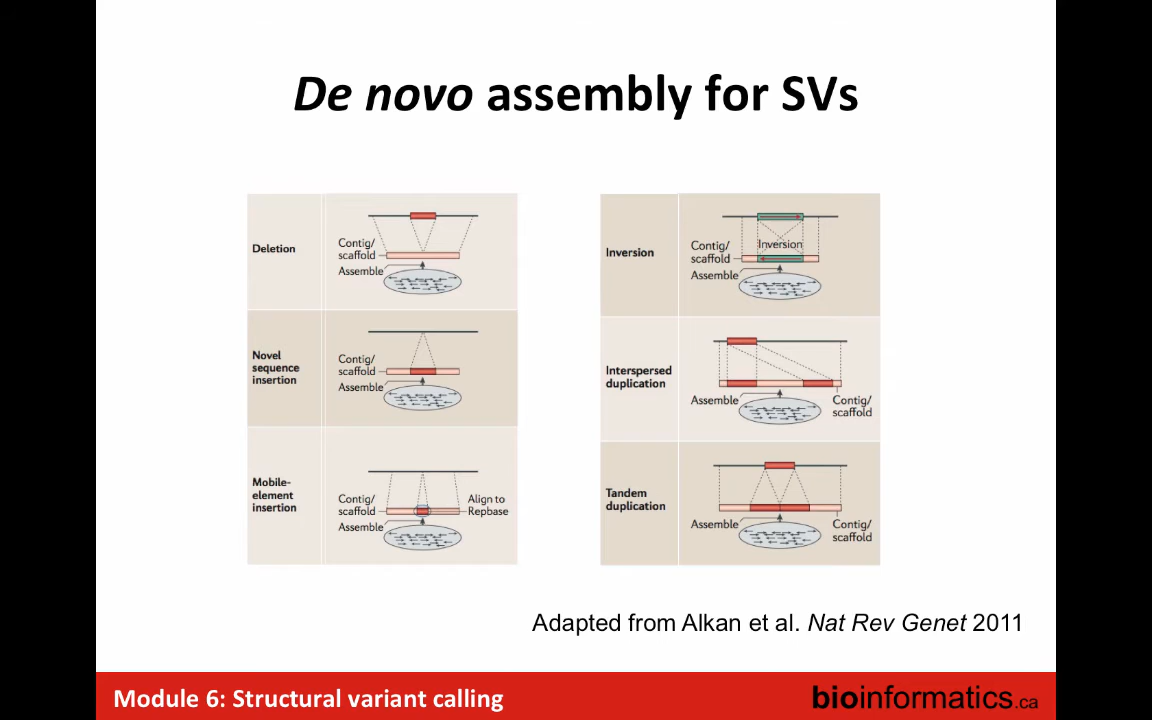 De novo assembly for SVs
Deletion
Contig/
scaffold
Assemble
Novel
sequence
insertion
Contig/
scaffold
Assemble
Mobile-
element
insertion
Contig/
scaffold
Assemble
Align to
Repbase
Inversion
Contig/
scaffold
Inversion
Assemble
Interspersed
duplication
Assemble
Contig/
scaffold
Tandem
duplication
Assemble
Contig/
scaffold
Adapted from Alkan et al. Nat Rev Genet 2011
Module 6: Structural variant calling
bioinformatics.ca